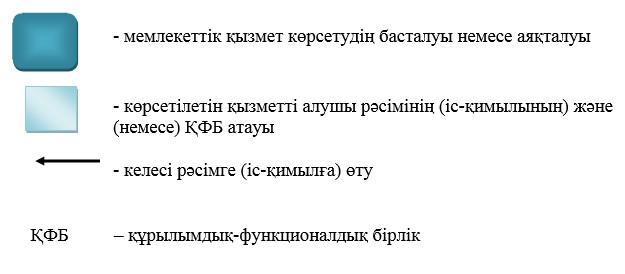 - мемлекеттік қызмет көрсетудің басталуы немесе аяқталуы
- көрсетілетін қызметті алушы рәсімінің (іс-қимылының) және
(немесе) ҚФБ атауы
- келесі рәсімге (іс-қимылға) өту
ҚФБ – құрылымдық-функционалдық бірлік